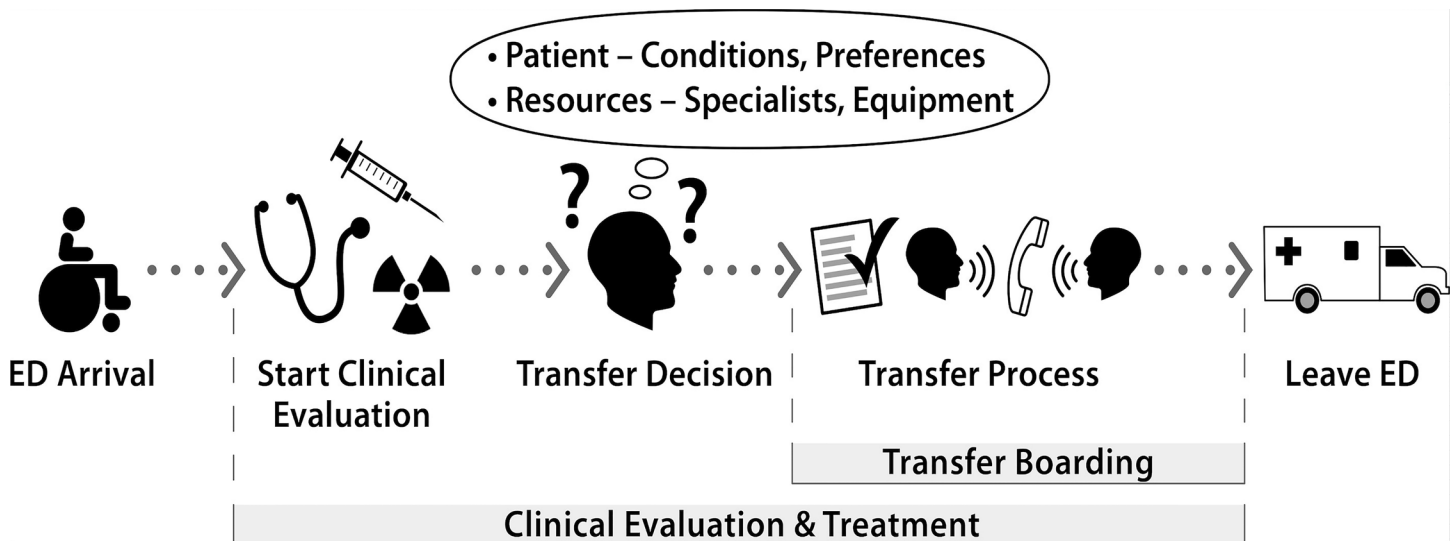 • Patient – Conditions, Preferences
• Resources – Specialists, Equipment
?
?
ED Arrival
Start Clinical
Evaluation
Transfer Decision
Transfer Process
Leave ED
Transfer Boarding
Clinical Evaluation & Treatment